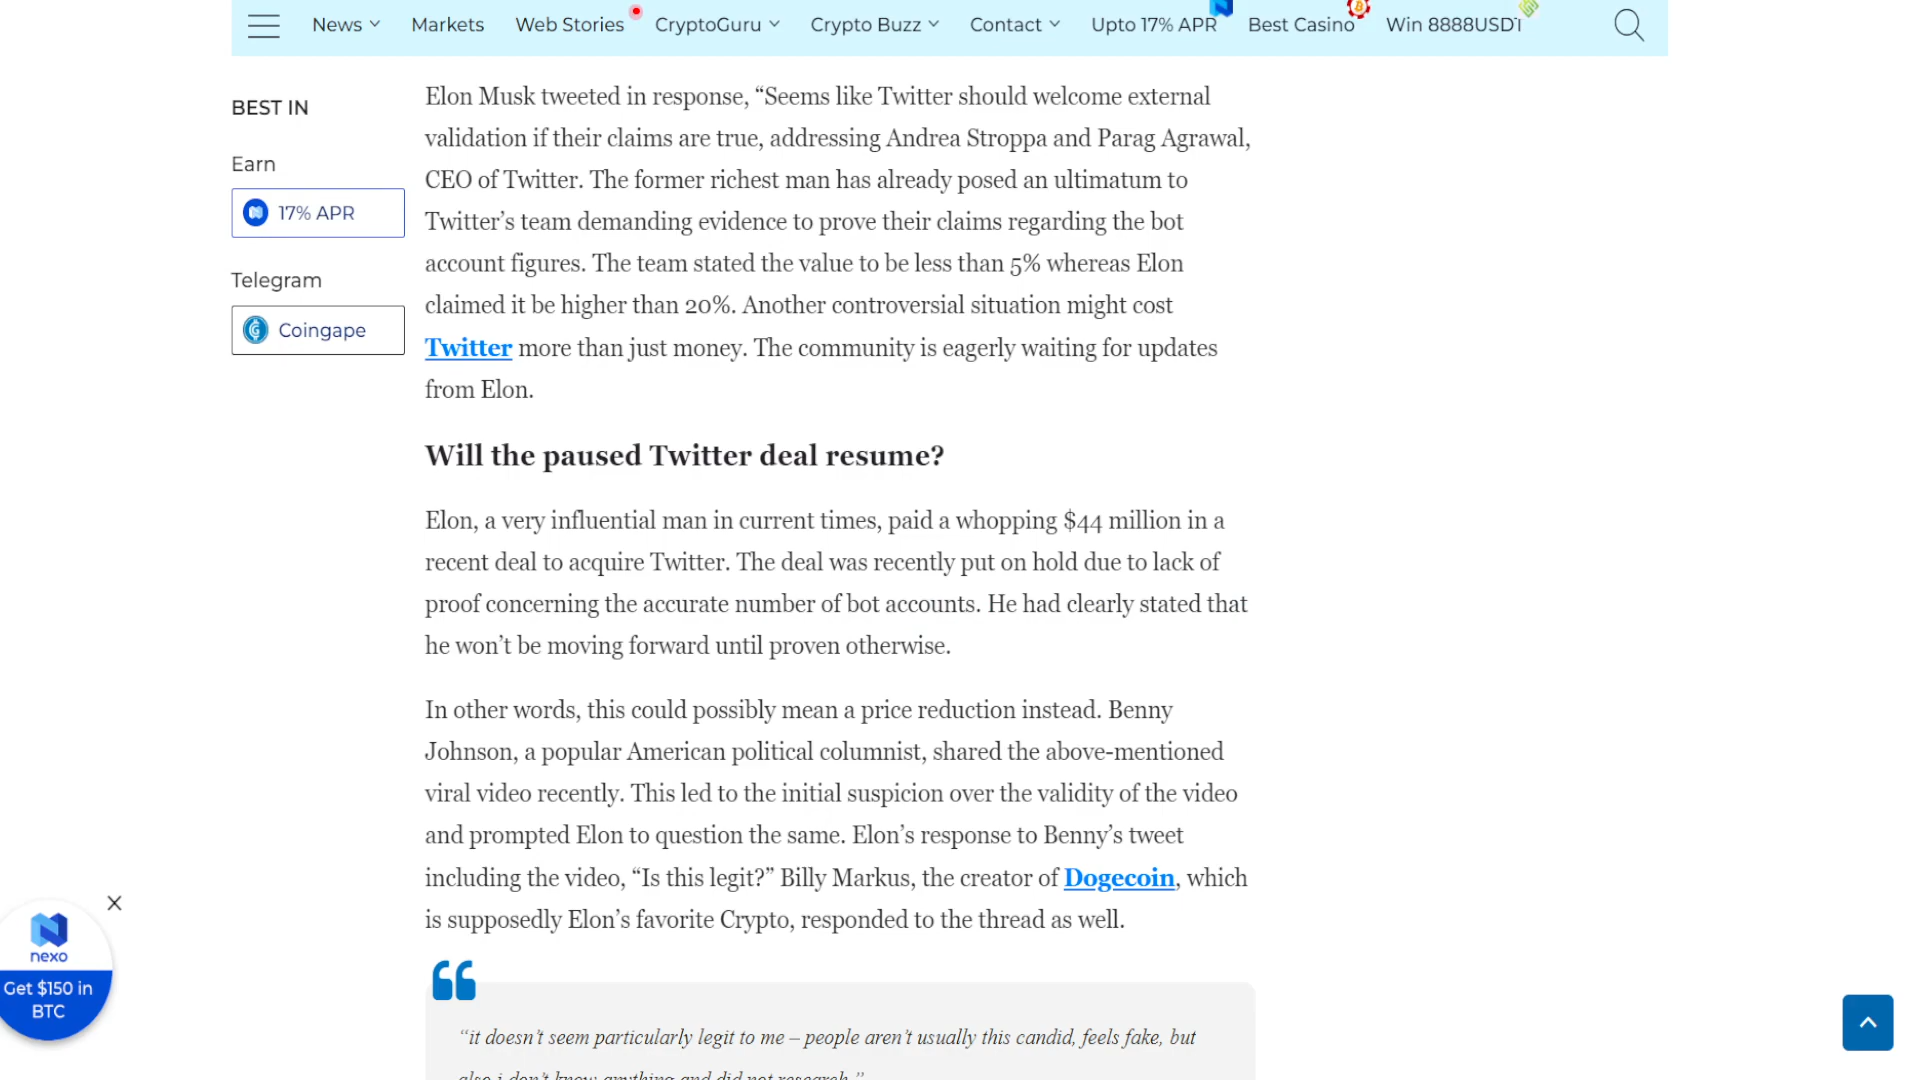 News
Markets
Web Stories
CryptoGuru
Crypto Buzz
Contact
Upto 17% APR
Best Casino
Win 8888USDT
BEST IN
Earn
17% APR
Telegram
Coingape
Elon Musk tweeted in response, “Seems like Twitter should welcome external
validation if their claims are true, addressing Andrea Stroppa and Parag Agrawal,
CEO of Twitter. The former richest man has already posed an ultimatum to
Twitter’s team demanding evidence to prove their claims regarding the bot
account figures. The team stated the value to be less than 5% whereas Elon
claimed it be higher than 20%. Another controversial situation might cost
Twitter more than just money. The community is eagerly waiting for updates
from Elon.
Will the paused Twitter deal resume?
Elon, a very influential man in current times, paid a whopping $44 million in a
recent deal to acquire Twitter. The deal was recently put on hold due to lack of
proof concerning the accurate number of bot accounts. He had clearly stated that
he won’t be moving forward until proven otherwise.
In other words, this could possibly mean a price reduction instead. Benny
Johnson, a popular American political columnist, shared the above-mentioned
viral video recently. This led to the initial suspicion over the validity of the video
and prompted Elon to question the same. Elon’s response to Benny’s tweet
including the video, “Is this legit?” Billy Markus, the creator of Dogecoin, which
is supposedly Elon’s favorite Crypto, responded to the thread as well.
“it doesn’t seem particularly legit to me – people aren’t usually this candid, feels fake, but
also i don’t know anything and did not research.”
nexo
Get $150 in
BTC